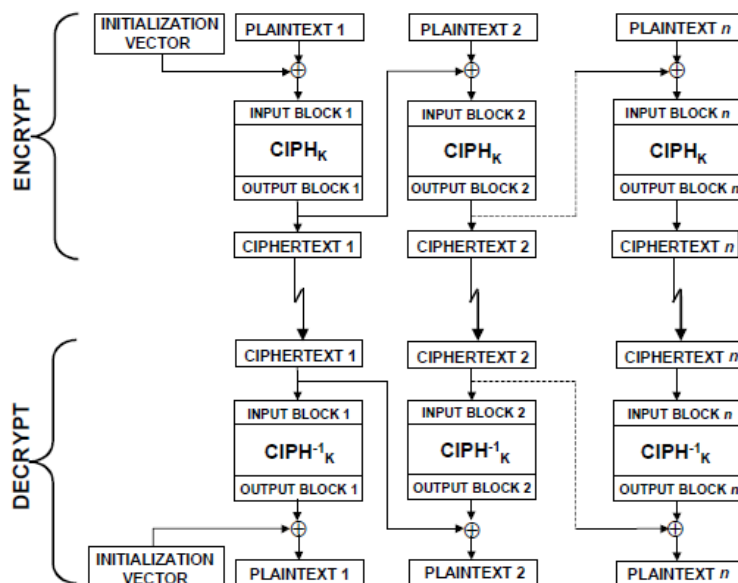 INITIALIZATION VECTOR
PLAINTEXT 1
PLAINTEXT 2
PLAINTEXT n
ENCRYPT
INPUT BLOCK 1
INPUT BLOCK 2
INPUT BLOCK n
CIPHK
CIPHK
CIPHK
OUTPUT BLOCK 1
OUTPUT BLOCK 2
OUTPUT BLOCK n
CIPHERTEXT 1
CIPHERTEXT 2
CIPHERTEXT n
DECRYPT
CIPHERTEXT 1
CIPHERTEXT 2
CIPHERTEXT n
INPUT BLOCK 1
INPUT BLOCK 2
INPUT BLOCK n
CIPH-1K
CIPH-1K
CIPH-1K
OUTPUT BLOCK 1
OUTPUT BLOCK 2
OUTPUT BLOCK n
INITIALIZATION VECTOR
PLAINTEXT 1
PLAINTEXT 2
PLAINTEXT n